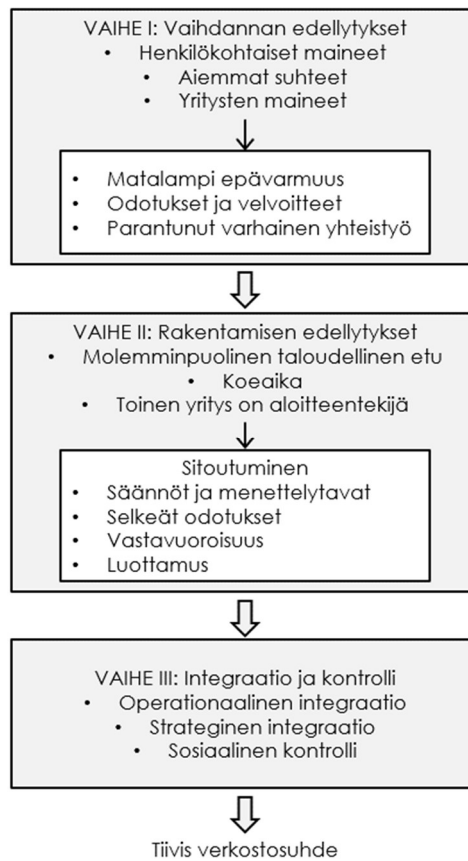 VAIHE I: Vaihdannan edellytykset
• Henkilökohtaiset maineet
• Aiemmat suhteet
• Yritysten maineet
• Matalampi epävarmuus
• Odotukset ja velvoitteet
• Parantunut varhainen yhteistyö
VAIHE II: Rakentamisen edellytykset
• Molemminpuolinen taloudellinen etu
• Koeaika
• Toinen yritys on aloitteentekijä
Sitoutuminen
• Säännöt ja menettelytavat
• Selkeät odotukset
• Vastavuoroisuus
• Luottamus
VAIHE III: Integraatio ja kontrolli
• Operationaalinen integraatio
• Strateginen integraatio
• Sosiaalinen kontrolli
Tiivis verkostosuhde